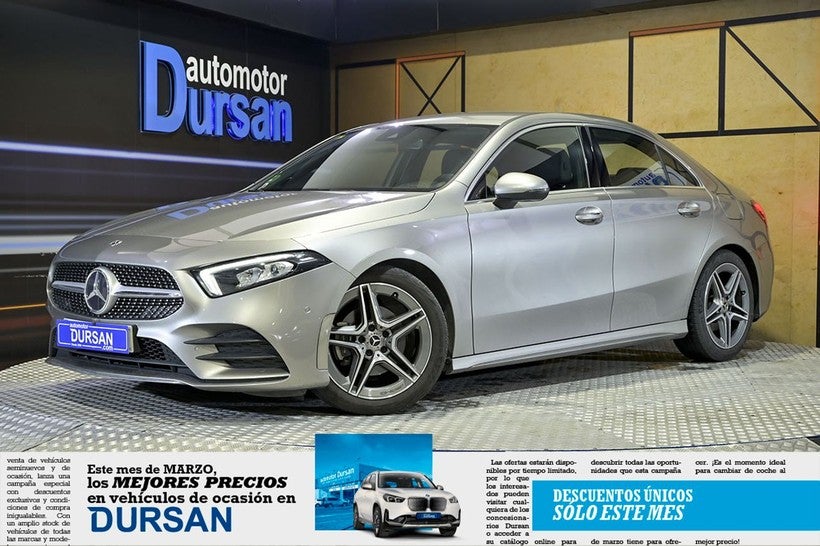 automotor
Dursan
automotor
DURSAN
.com
venta de vehículos
seminuevos y de
ocasión, lanza una
campaña especial
con descuentos
exclusivos y condi-
ciones de compra
inigualables. Con
un amplio stock de
vehículos de todas
las marcas y mode-
Este mes de MARZO,
los MEJORES PRECIOS
en vehículos de ocasión en
DURSAN
automotor Dursan
Las ofertas estarán dispo-
nibles por tiempo limitado,
por lo que
los interesa-
dos pueden
visitar cual-
quiera de los
concesiona-
rios Dursan
o acceder a
su catálogo
online para
descubrir todas las oportu-
nidades que esta campaña
de marzo tiene para ofre-
cer. ¡Es el momento ideal
para cambiar de coche al
mejor precio!
DESCUENTOS ÚNICOS
SÓLO ESTE MES